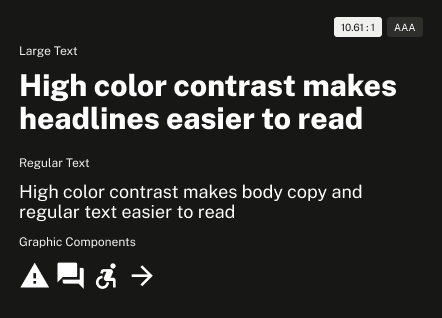 10.61 : 1 AAA
Large Text
High color contrast makes
headlines easier to read
Regular Text
High color contrast makes body copy and
regular text easier to read
Graphic Components